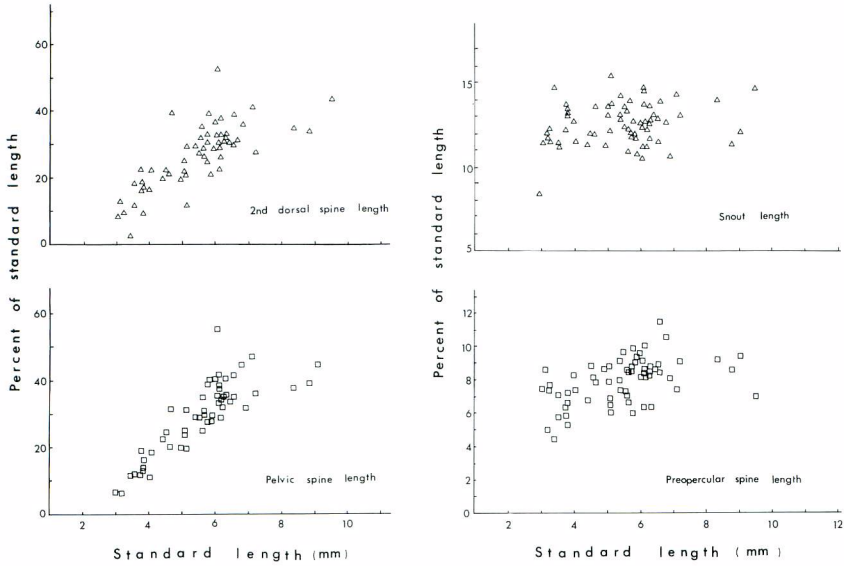 60
40
20
0
2nd dorsal spine length
15
10
5
Snout length
Percent of standard length
Percent of standard length
60
40
20
0
Pelvic spine length
2 4 6 8 10
Standard length (mm)
12
10
8
6
4
2
0
Preopercular spine length
2 4 6 8 10 12
Standard length (mm)